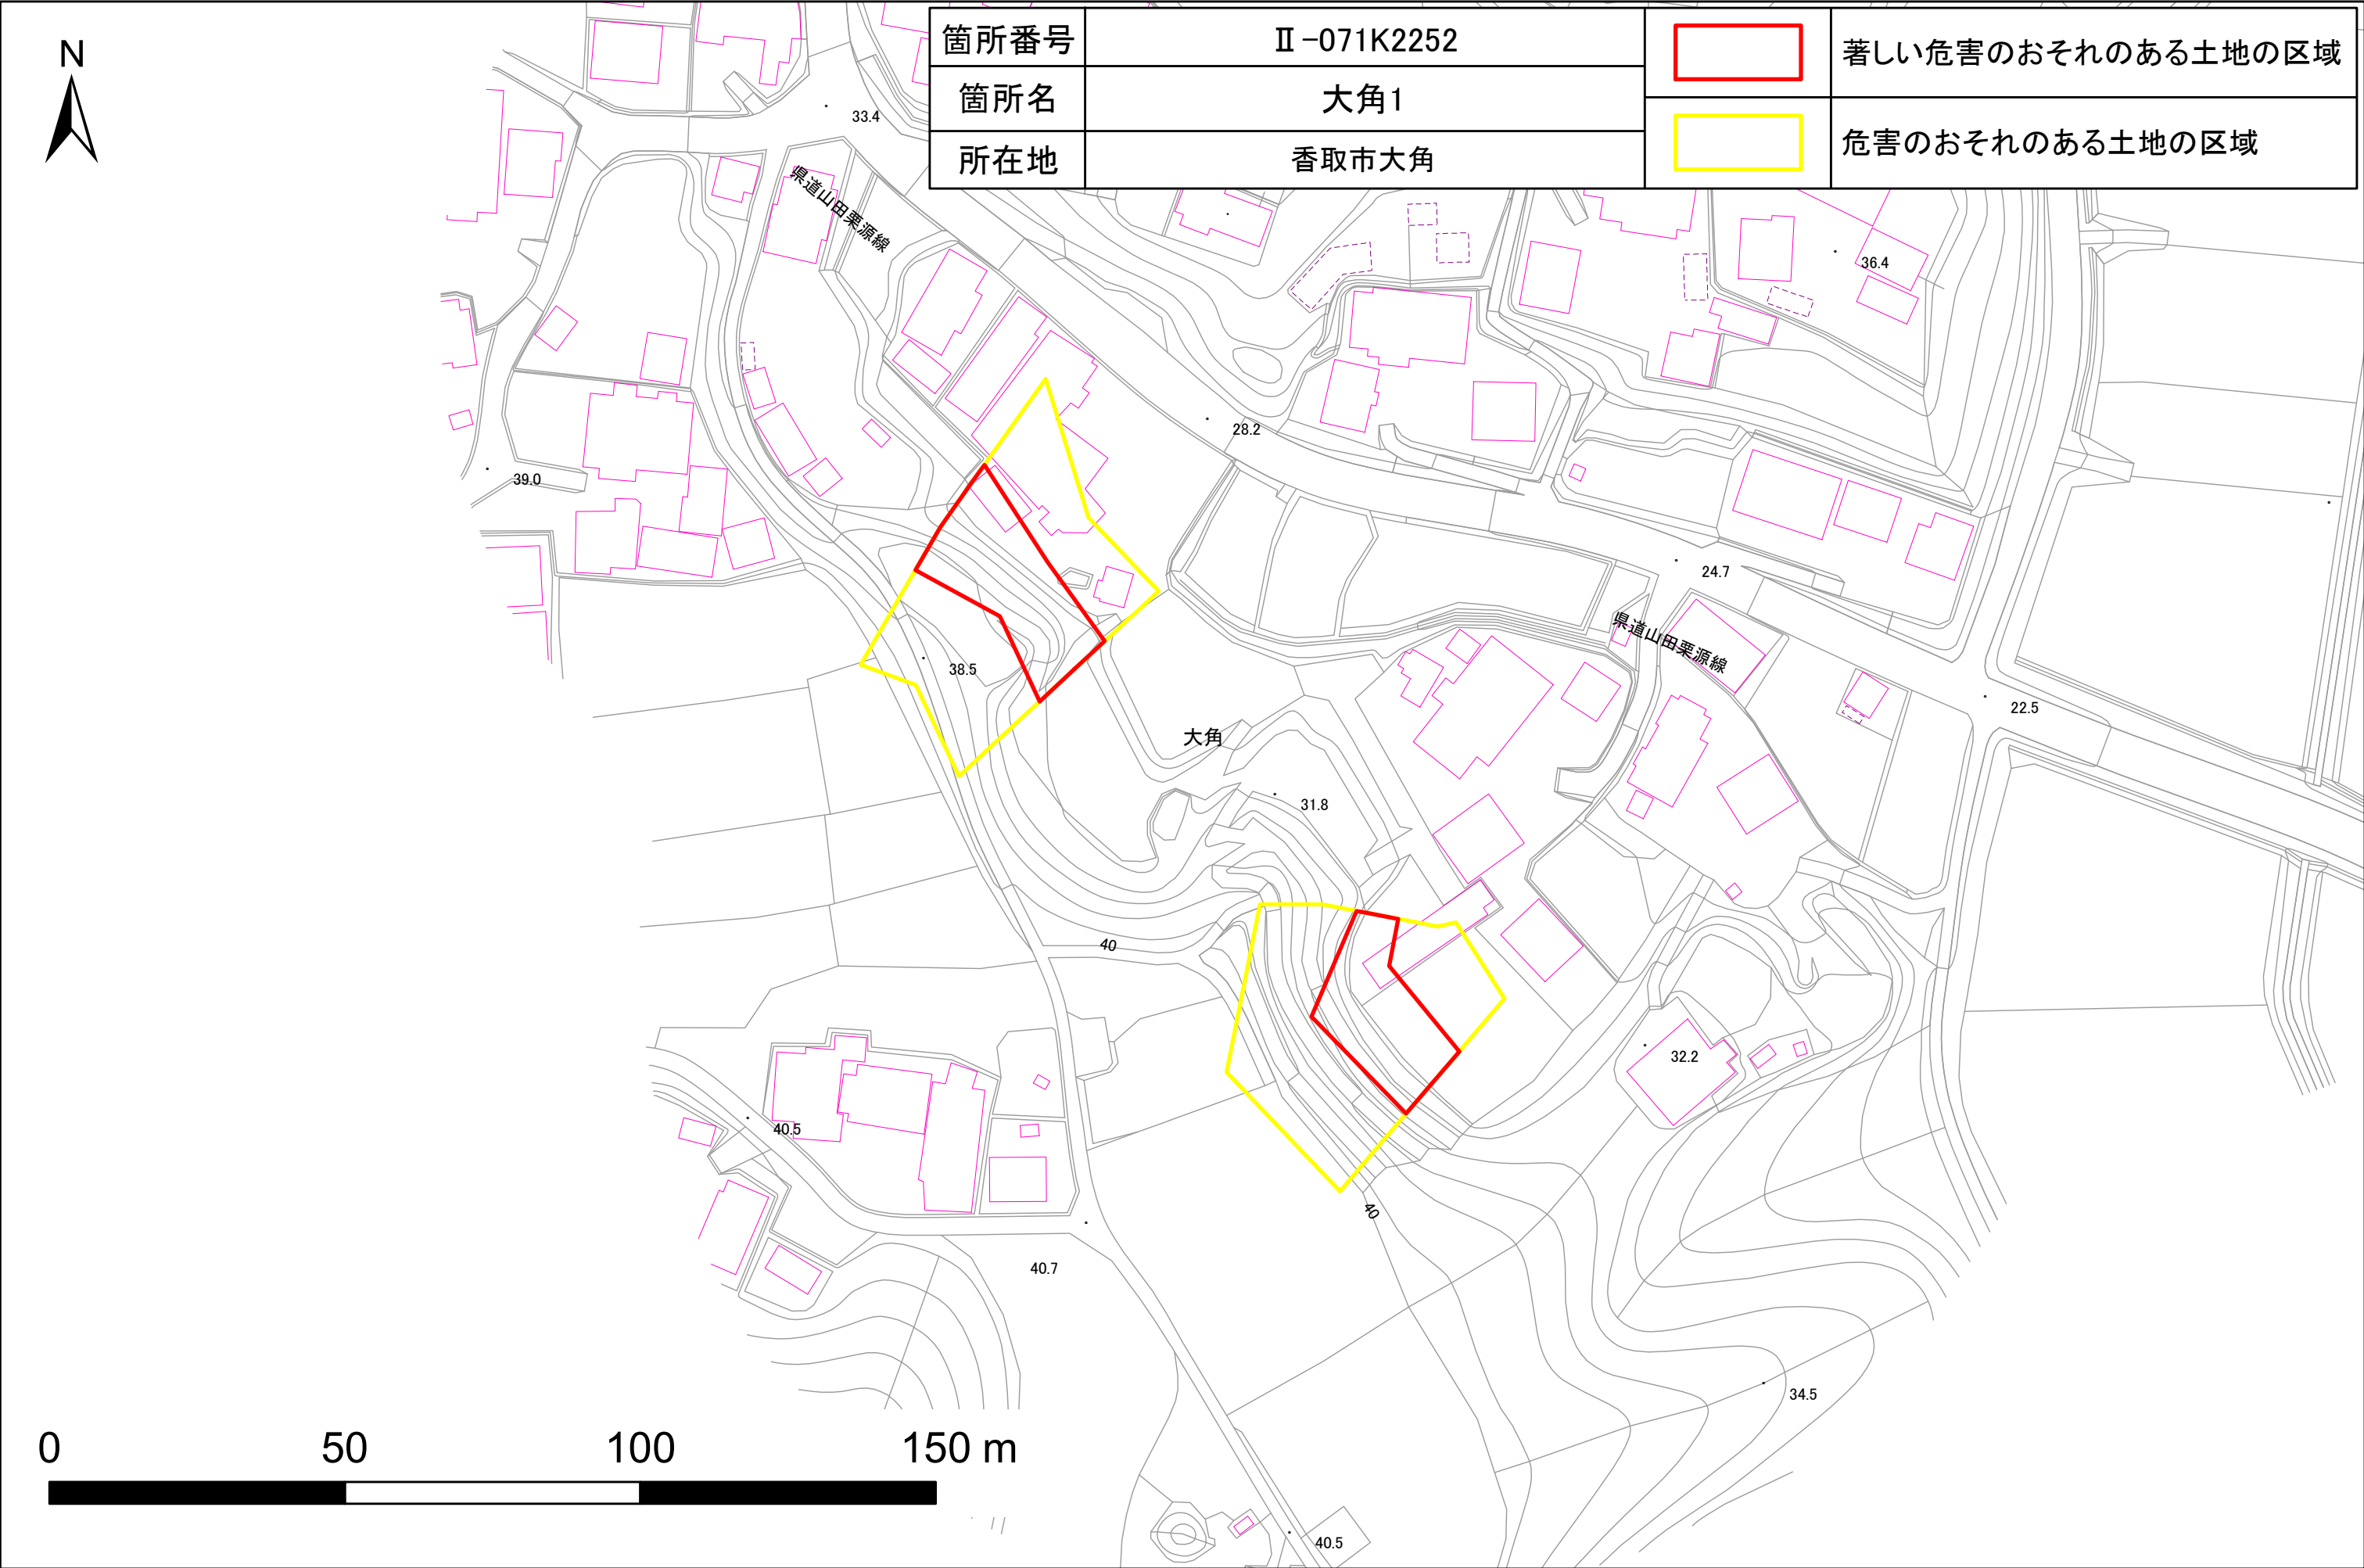 N
箇所番号 Ⅱ-071K2252
箇所名 大角1
所在地 香取市大角
著しい危害のおそれのある土地の区域
危害のおそれのある土地の区域
33.4
県道山田栗源線
36.4
28.2
39.0
24.7
県道山田栗源線
38.5
22.5
大角
31.8
40
32.2
40.5
40
40.7
34.5
0 50 100 150 m
40.5